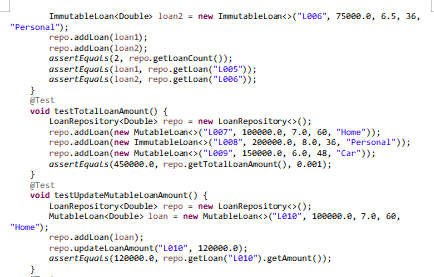 ImmutableLoan<Double> loan2 = new ImmutableLoan<>("L006", 75000.0, 6.5, 36,
"Personal");
repo.addLoan(loan1);
repo.addLoan(loan2);
assertEquals(2, repo.getLoanCount());
assertEquals(loan1, repo.getLoan("L005"));
assertEquals(loan2, repo.getLoan("L006"));
}
@Test
void testTotalLoanAmount() {
LoanRepository<Double> repo = new LoanRepository<>();
repo.addLoan(new MutableLoan<>("L007", 100000.0, 7.0, 60, "Home"));
repo.addLoan(new ImmutableLoan<>("L008", 200000.0, 8.0, 36, "Personal"));
repo.addLoan(new MutableLoan<>("L009", 150000.0, 6.0, 48, "Car"));
assertEquals(450000.0, repo.getTotalLoanAmount(), 0.001);
}
@Test
void testUpdateMutableLoanAmount() {
LoanRepository<Double> repo = new LoanRepository<>();
MutableLoan<Double> loan = new MutableLoan<>("L010", 100000.0, 7.0, 60,
"Home");
repo.addLoan(loan);
repo.updateLoanAmount("L010", 120000.0);
assertEquals(120000.0, repo.getLoan("L010").getAmount());
}